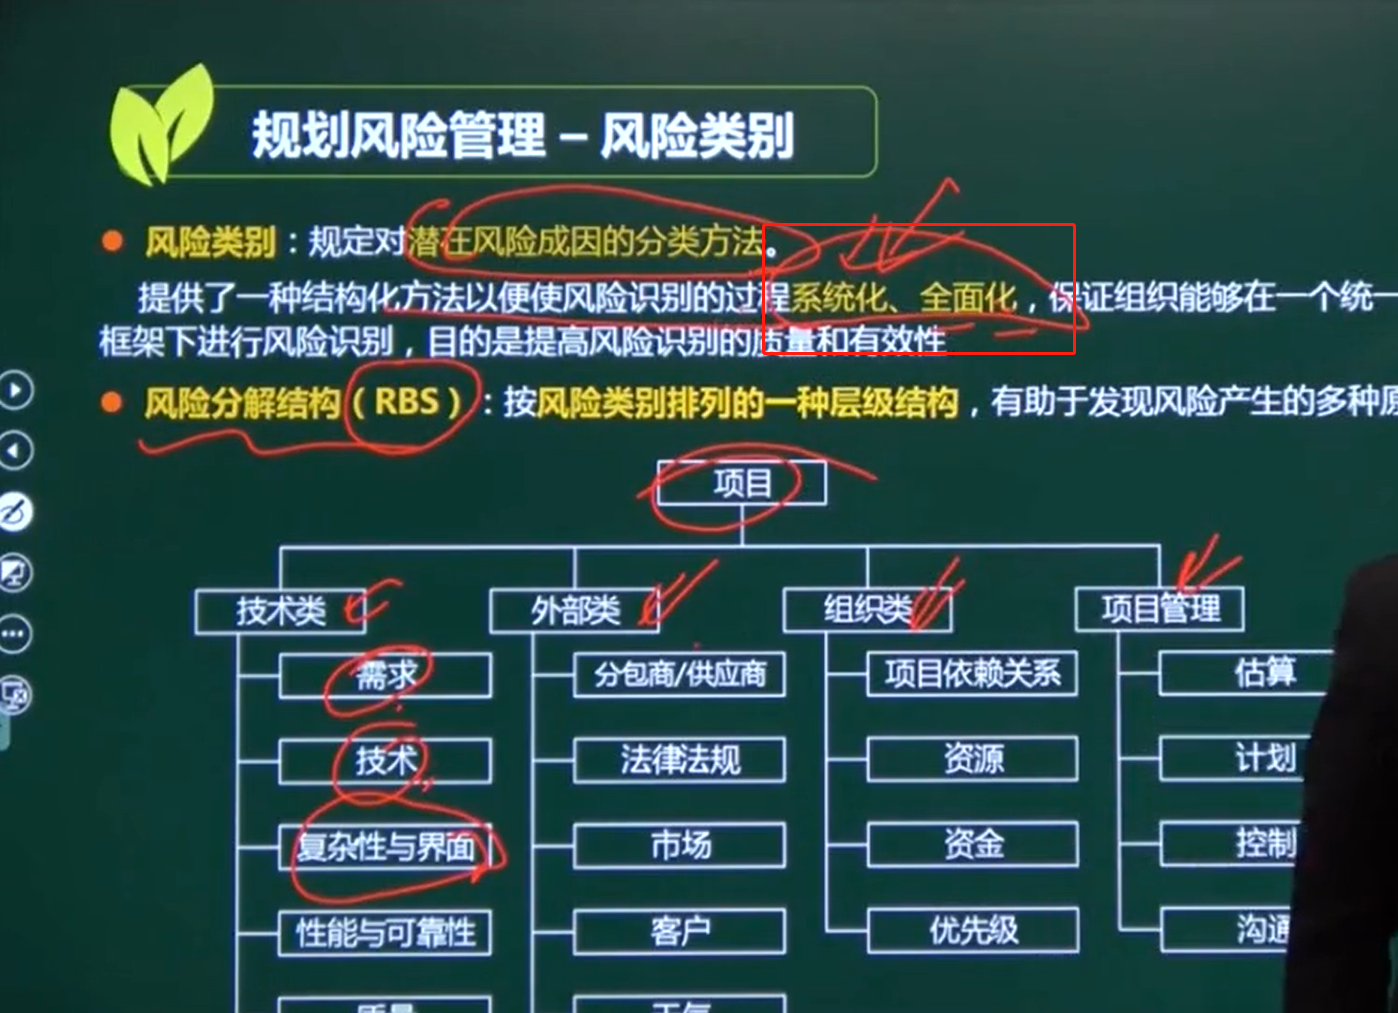 规划风险管理 – 风险类别
风险类别：规定对潜在风险成因的分类方法。
提供了一种结构化方法以便使风险识别的过程系统化、全面化，保证组织能够在一个统一
框架下进行风险识别，目的是提高风险识别的质量和有效性
风险分解结构（RBS）：按风险类别排列的一种层级结构，有助于发现风险产生的多种原
项目
技术类 外部类 组织类 项目管理
需求 分包商/供应商 项目依赖关系 估算
技术 法律法规 资源 计划
复杂性与界面 市场 资金 控制
性能与可靠性 客户 优先级 沟通
质量 天气